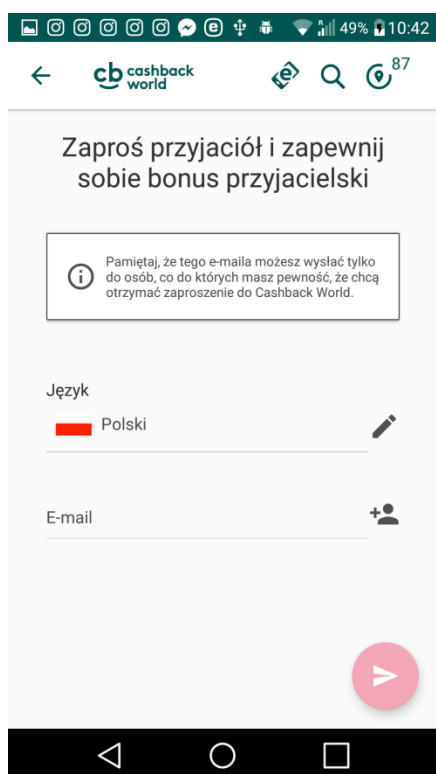 49% 10:42
cb cashback world
87
Zaproś przyjaciół i zapewnij
sobie bonus przyjacielski
Pamiętaj, że tego e-maila możesz wysłać tylko
do osób, co do których masz pewność, że chcą
otrzymać zaproszenie do Cashback World.
Język
Polski
E-mail